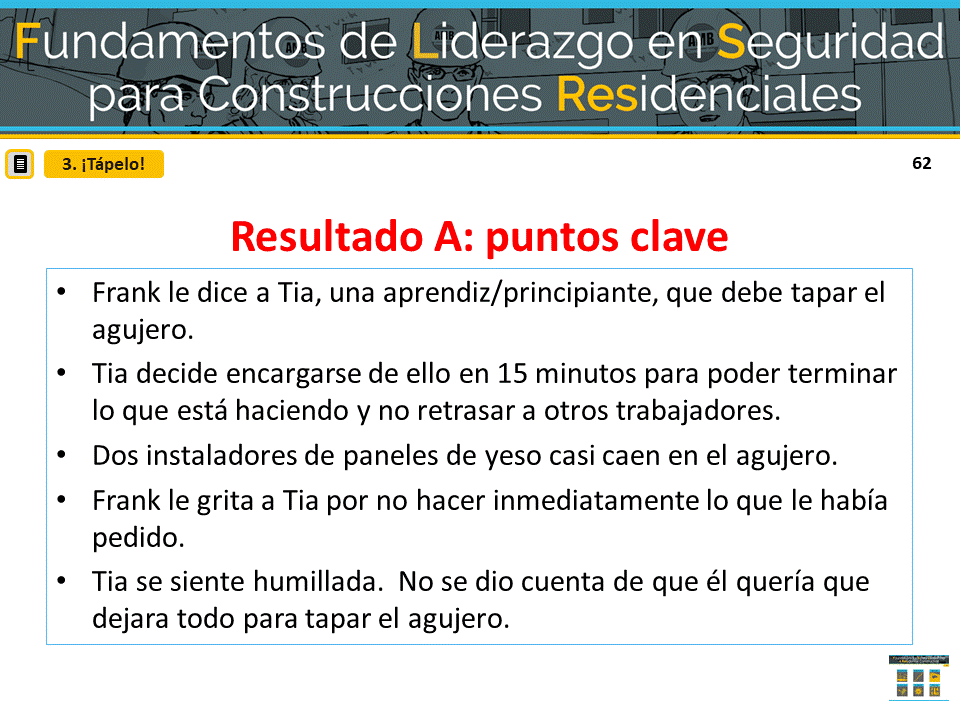 Fundamentos de Liderazgo en Seguridad
para Construcciones Residenciales
3. ¡Tápelo!
62
Resultado A: puntos clave
• Frank le dice a Tia, una aprendiz/principiante, que debe tapar el
agujero.
• Tia decide encargarse de ello en 15 minutos para poder terminar
lo que está haciendo y no retrasar a otros trabajadores.
• Dos instaladores de paneles de yeso casi caen en el agujero.
• Frank le grita a Tia por no hacer inmediatamente lo que le había
pedido.
• Tia se siente humillada.  No se dio cuenta de que él quería que
dejara todo para tapar el agujero.